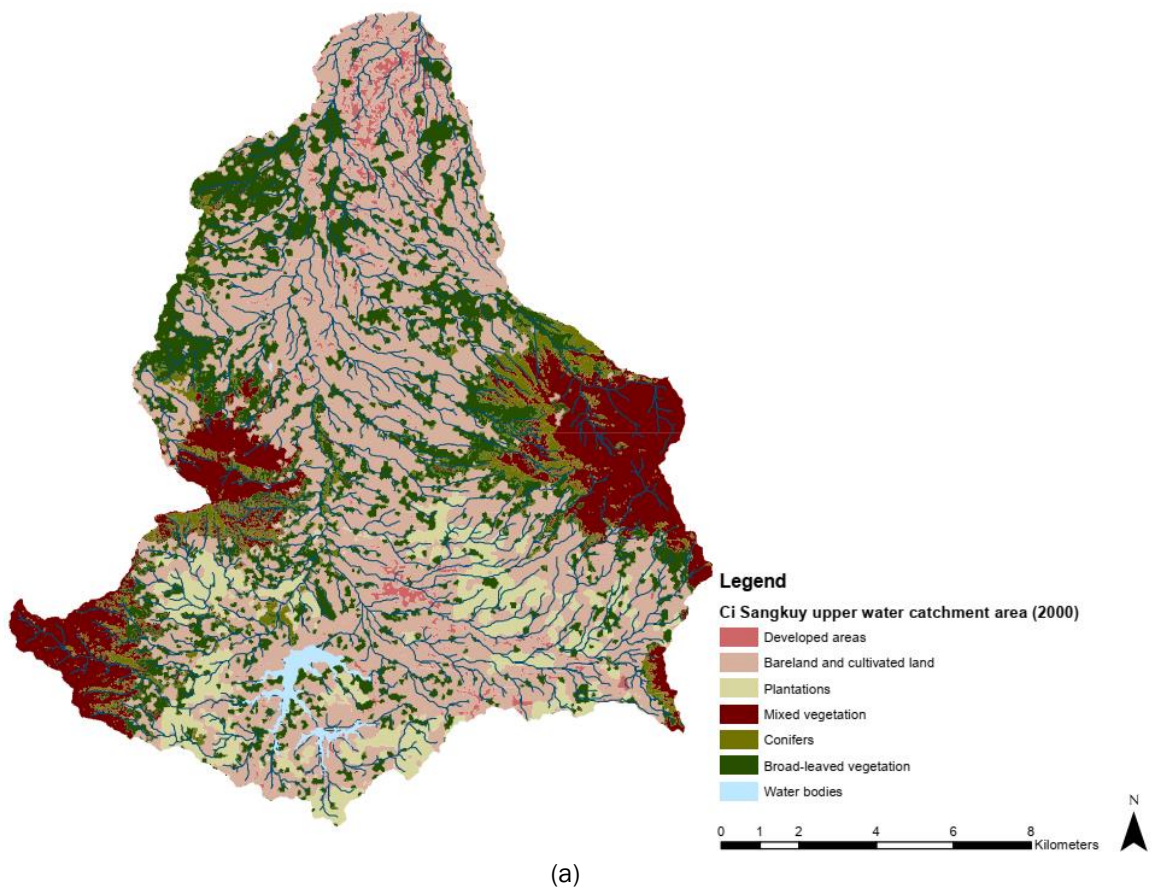 Legend
Ci Sangkuy upper water catchment area (2000)
Developed areas
Bareland and cultivated land
Plantations
Mixed vegetation
Conifers
Broad-leaved vegetation
Water bodies
N
0 1 2 4 6 8
Kilometers
(a)